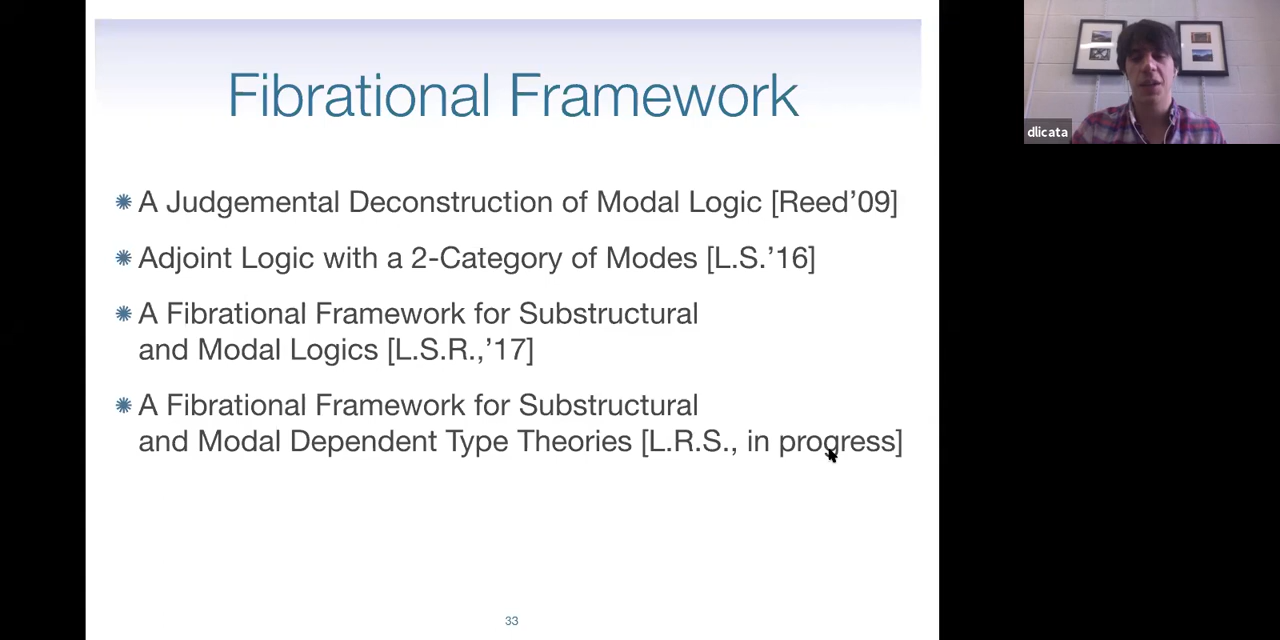 Fibrational Framework
A Judgemental Deconstruction of Modal Logic [Reed’09]
Adjoint Logic with a 2-Category of Modes [L.S.’16]
A Fibrational Framework for Substructural
and Modal Logics [L.S.R.,’17]
A Fibrational Framework for Substructural
and Modal Dependent Type Theories [L.R.S., in progress]
33
dlicata